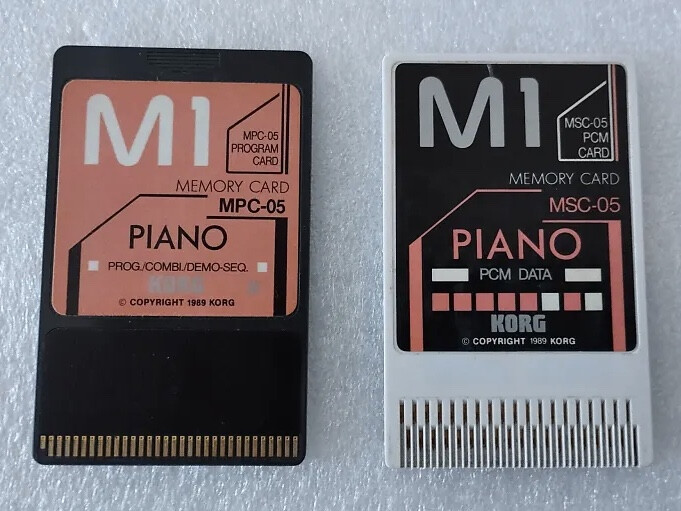 M1
MPC-05
PROGRAM
CARD
MEMORY CARD
MPC-05
PIANO
PROG./COMBI./DEMO-SEQ.
KORG
© COPYRIGHT 1989 KORG
M1
MSC-05
PCM
CARD
MEMORY CARD
MSC-05
PIANO
PCM DATA
KORG
© COPYRIGHT 1989 KORG